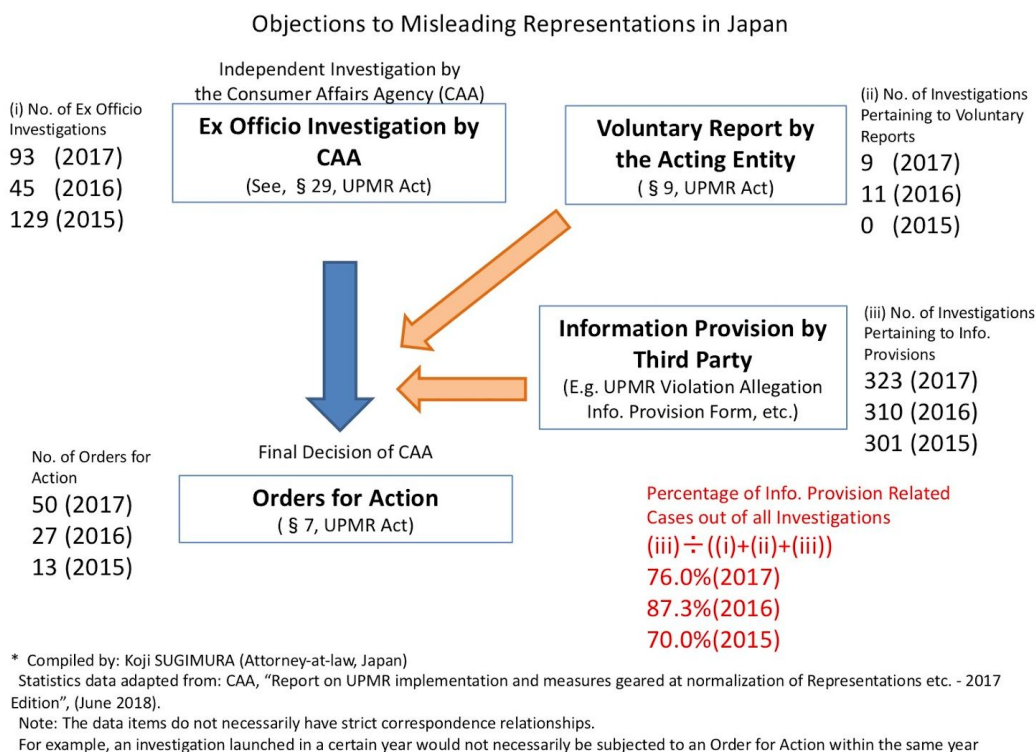 Objections to Misleading Representations in Japan
Independent Investigation by
the Consumer Affairs Agency (CAA)
(i) No. of Ex Officio
Investigations
93 (2017)
45 (2016)
129 (2015)
Ex Officio Investigation by
CAA
(See, § 29, UPMR Act)
Voluntary Report by
the Acting Entity
( § 9, UPMR Act)
(ii) No. of Investigations
Pertaining to Voluntary
Reports
9 (2017)
11 (2016)
0 (2015)
Information Provision by
Third Party
(E.g. UPMR Violation Allegation
Info. Provision Form, etc.)
(iii) No. of Investigations
Pertaining to Info.
Provisions
323 (2017)
310 (2016)
301 (2015)
Final Decision of CAA
No. of Orders for
Action
50 (2017)
27 (2016)
13 (2015)
Orders for Action
( § 7, UPMR Act)
Percentage of Info. Provision Related
Cases out of all Investigations
(iii)÷((i)+(ii)+(iii))
76.0%(2017)
87.3%(2016)
70.0%(2015)
* Compiled by: Koji SUGIMURA (Attorney-at-law, Japan)
Statistics data adapted from: CAA, “Report on UPMR implementation and measures geared at normalization of Representations etc. - 2017
Edition”, (June 2018).
Note: The data items do not necessarily have strict correspondence relationships.
For example, an investigation launched in a certain year would not necessarily be subjected to an Order for Action within the same year